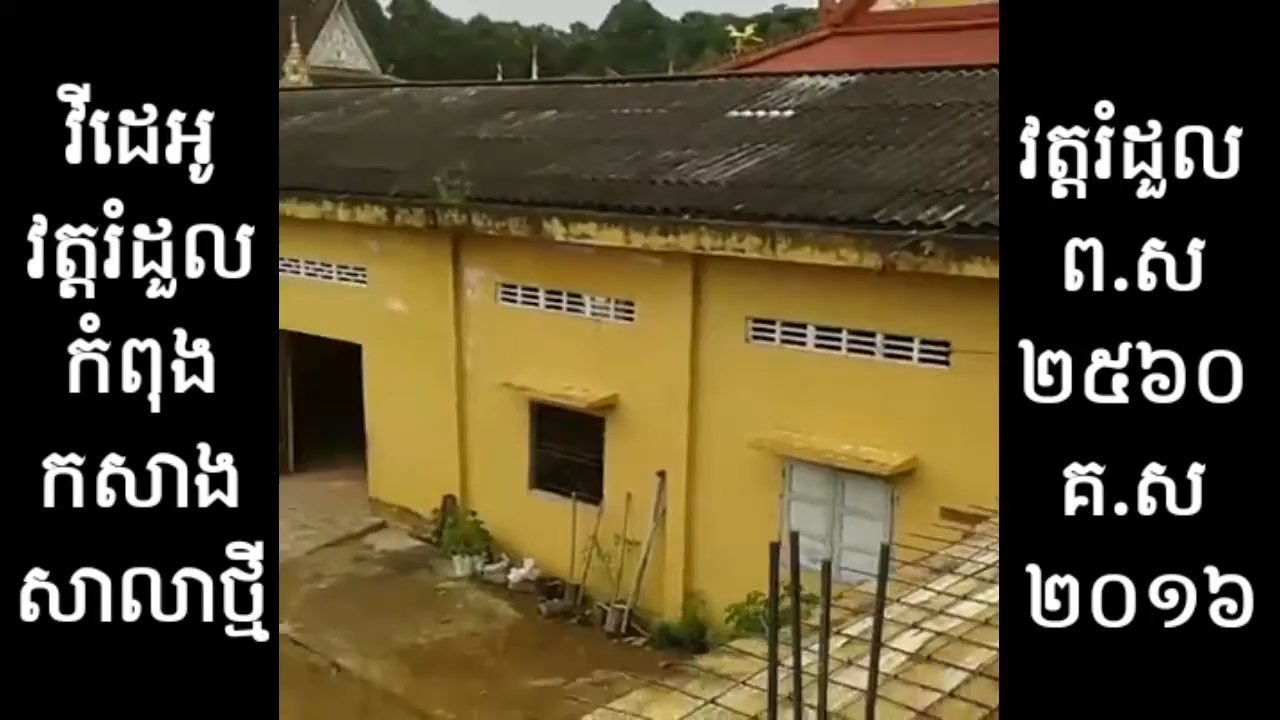 វីដេអូ
វត្តរំដួល
កំពុង
កសាង
សាលាថ្មី
វត្តរំដួល
ព.ស
២៥៦០
គ.ស
២០១៦